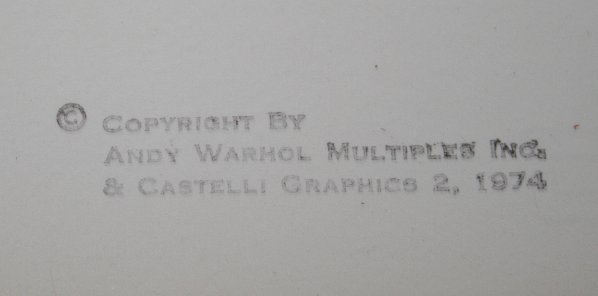 © COPYRIGHT BY
ANDY WARHOL MULTIPLES INC.
& CASTELLI GRAPHICS 2, 1974